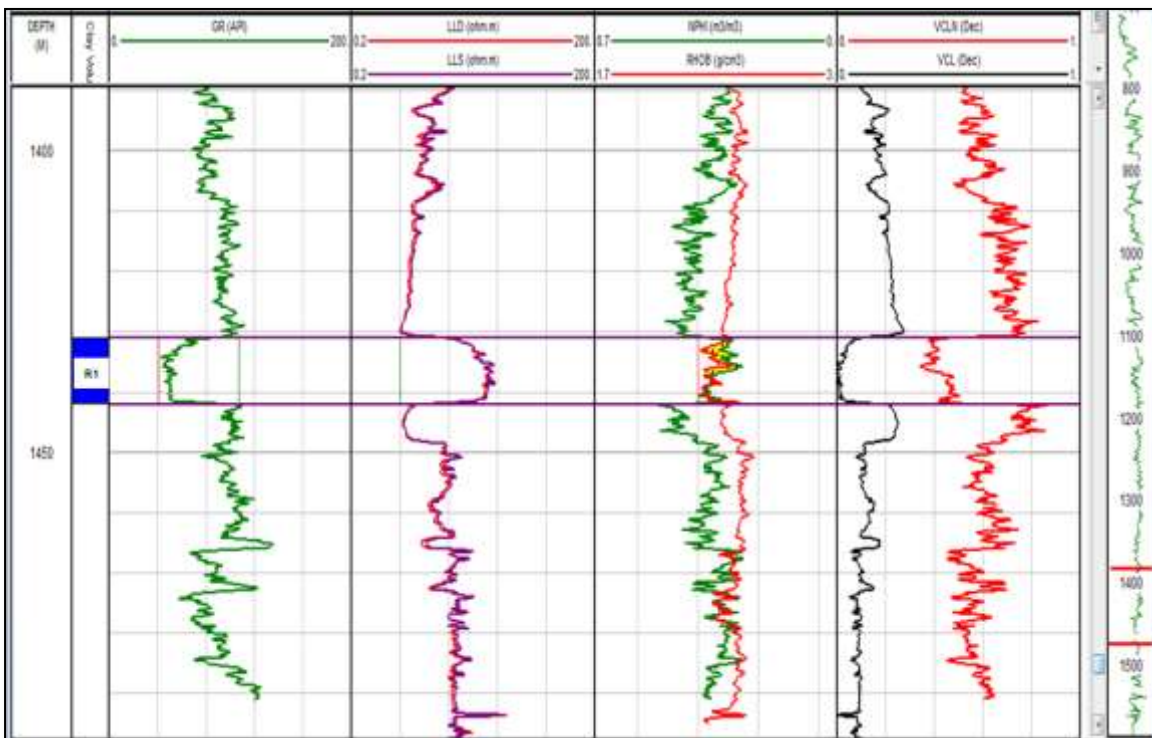 DEPTH
(M)
GR (API)
0. 200.
LLD (ohm.m)
0.2 200.
LLS (ohm.m)
0.2 200.
NPHI (m3/m3)
0.7 0.
RHOB (g/cm3)
1.7 3.
VCLN (Dec)
0. 1.
VCL (Dec)
0. 1.
1400
R1
1450
800
900
1000
1100
1200
1300
1400
1500